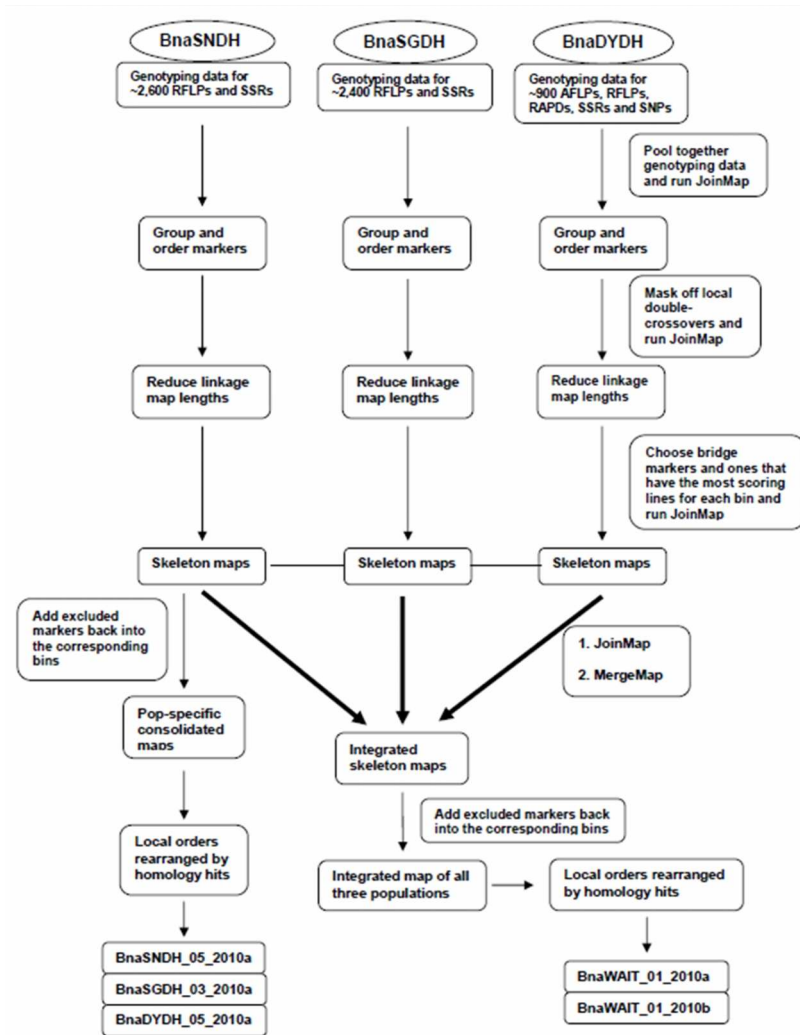 BnaSNDH
BnaSGDH
BnaDYDH
Genotyping data for
~2,600 RFLPs and SSRs
Genotyping data for
~2,400 RFLPs and SSRs
Genotyping data for
~900 AFLPs, RFLPs,
RAPDs, SSRs and SNPs
Pool together
genotyping data
and run JoinMap
Group and
order markers
Group and
order markers
Group and
order markers
Mask off local
double-
crossovers and
run JoinMap
Reduce linkage
map lengths
Reduce linkage
map lengths
Reduce linkage
map lengths
Choose bridge
markers and ones that
have the most scoring
lines for each bin and
run JoinMap
Skeleton maps
Skeleton maps
Skeleton maps
Add excluded
markers back into
the corresponding
bins
1. JoinMap
2. MergeMap
Pop-specific
consolidated
maps
Integrated
skeleton maps
Add excluded markers back
into the corresponding bins
Local orders
rearranged by
homology hits
Integrated map of all
three populations
Local orders rearranged
by homology hits
BnaSNDH_05_2010a
BnaSGDH_03_2010a
BnaDYDH_05_2010a
BnaWAIT_01_2010a
BnaWAIT_01_2010b